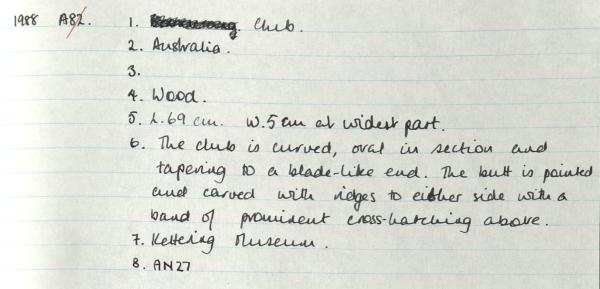 1988 A82. 1. Club.
2. Australia.
3.
4. Wood.
5. L.69 cm. W.5 cm at widest part.
6. The club is curved, oval in section and
tapering to a blade-like end. The butt is pointed
and carved with ridges to either side with a
band of prominent cross-hatching above.
7. Kettering Museum.
8. AN27